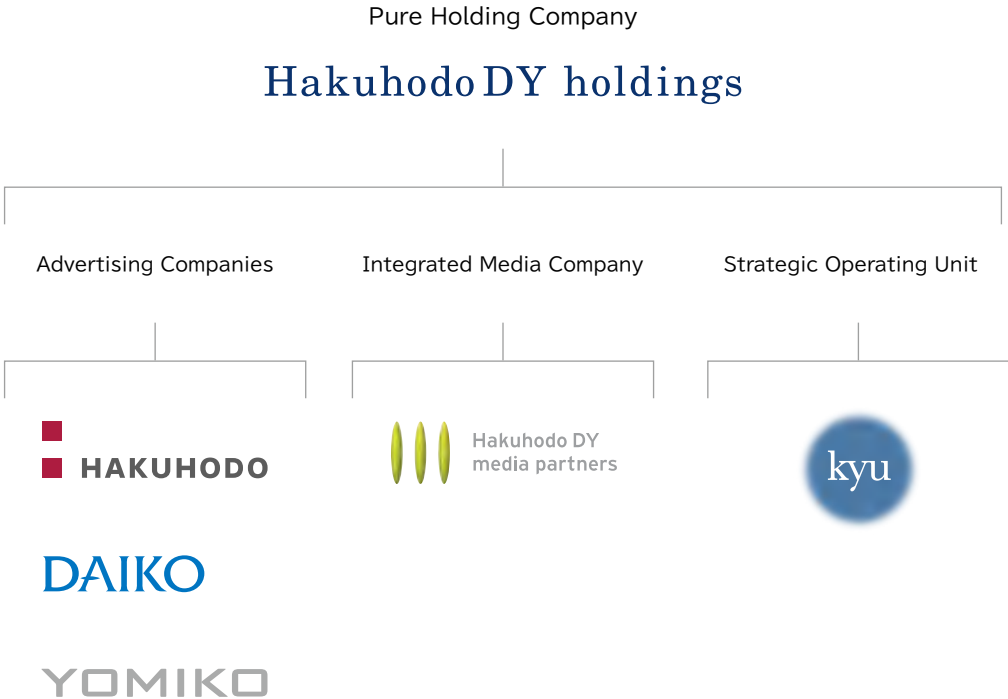 Pure Holding Company
Hakuhodo DY holdings
Advertising Companies
Integrated Media Company
Strategic Operating Unit
HAKUHODO
Hakuhodo DY
media partners
kyu
DAIKO
YOMIKO